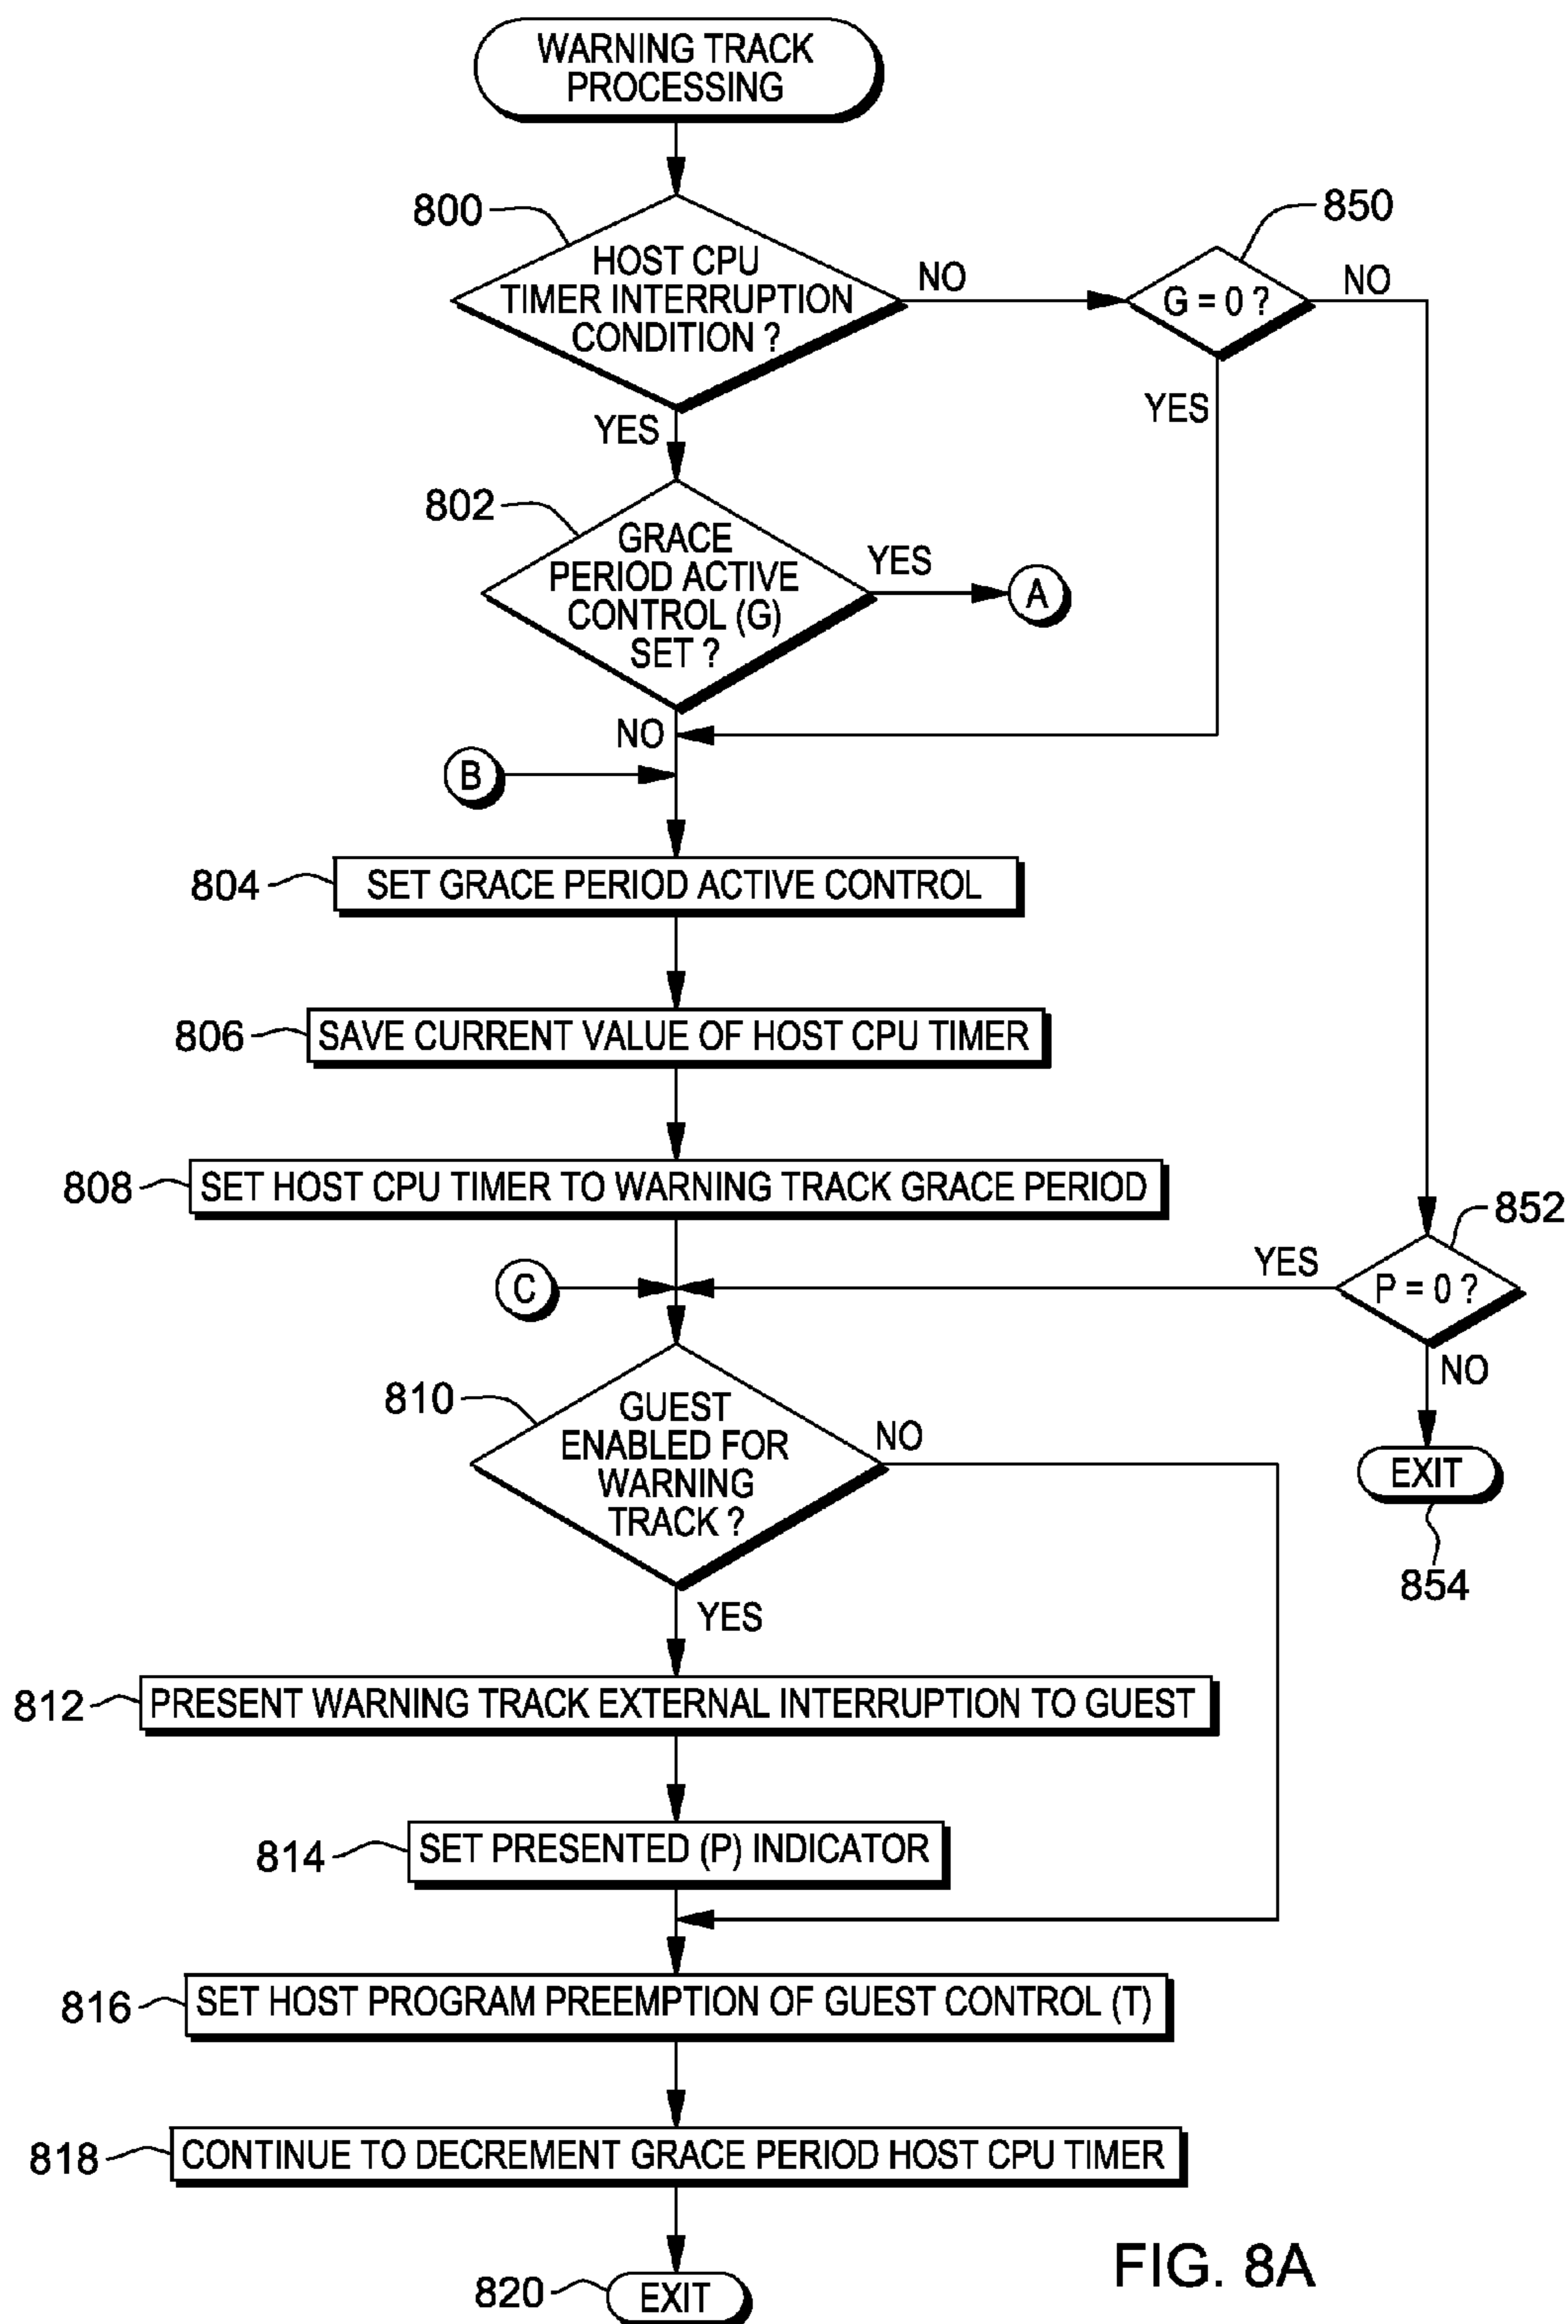 WARNING TRACK
PROCESSING
800
HOST CPU
TIMER INTERRUPTION
CONDITION ?
NO
850
G = 0 ?
NO
YES
YES
802
GRACE
PERIOD ACTIVE
CONTROL (G)
SET ?
YES
A
NO
B
804
SET GRACE PERIOD ACTIVE CONTROL
806
SAVE CURRENT VALUE OF HOST CPU TIMER
808
SET HOST CPU TIMER TO WARNING TRACK GRACE PERIOD
852
C
YES
P = 0 ?
NO
EXIT
854
810
GUEST
ENABLED FOR
WARNING
TRACK ?
NO
YES
812
PRESENT WARNING TRACK EXTERNAL INTERRUPTION TO GUEST
814
SET PRESENTED (P) INDICATOR
816
SET HOST PROGRAM PREEMPTION OF GUEST CONTROL (T)
818
CONTINUE TO DECREMENT GRACE PERIOD HOST CPU TIMER
820
EXIT
FIG. 8A